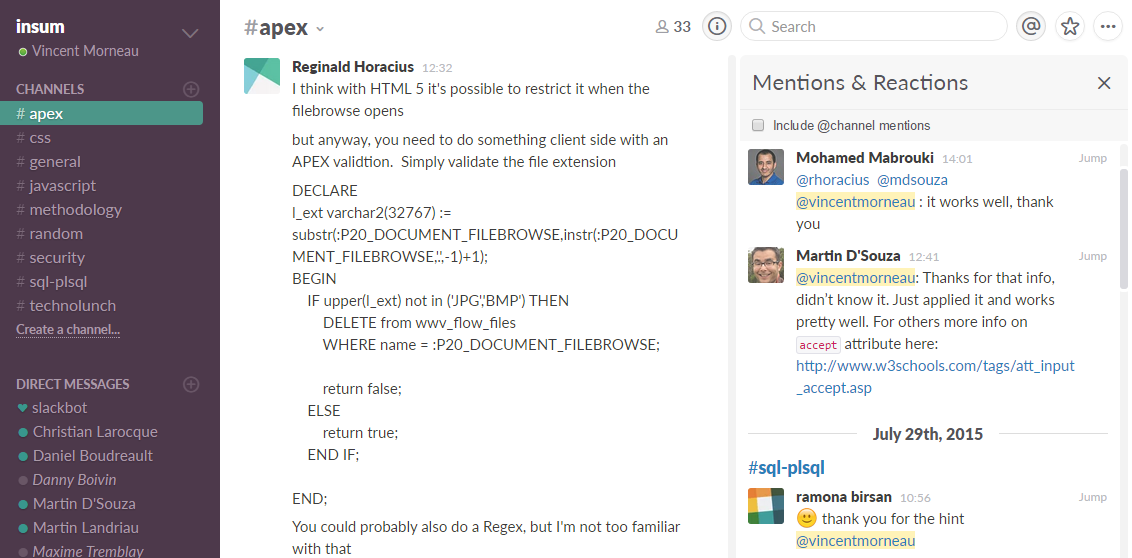 insum
Vincent Morneau
CHANNELS
# apex
# css
# general
# javascript
# methodology
# random
# security
# sql-plsql
# technolunch
Create a channel...
DIRECT MESSAGES
slackbot
Christian Larocque
Daniel Boudreault
Danny Boivin
Martin D'Souza
Martin Landriau
Maxime Tremblay
#apex
33
Search
Reginald Horacius 12:32
I think with HTML 5 it's possible to restrict it when the
filebrowse opens
but anyway, you need to do something client side with an
APEX validtion. Simply validate the file extension
DECLARE
l_ext varchar2(32767) :=
substr(:P20_DOCUMENT_FILEBROWSE,instr(:P20_DOCU
MENT_FILEBROWSE,'.',-1)+1);
BEGIN
IF upper(l_ext) not in ('JPG','BMP') THEN
DELETE from wwv_flow_files
WHERE name = :P20_DOCUMENT_FILEBROWSE;
return false;
ELSE
return true;
END IF;
END;
You could probably also do a Regex, but I'm not too familiar
with that
Mentions & Reactions
Include @channel mentions
Mohamed Mabrouki 14:01 Jump
@rhoracius @mdsouza
@vincentmorneau : it works well, thank
you
Martin D'Souza 12:41 Jump
@vincentmorneau: Thanks for that info,
didn't know it. Just applied it and works
pretty well. For others more info on
accept attribute here:
http://www.w3schools.com/tags/att_input
_accept.asp
July 29th, 2015
#sql-plsql
ramona birsan 10:56 Jump
thank you for the hint
@vincentmorneau